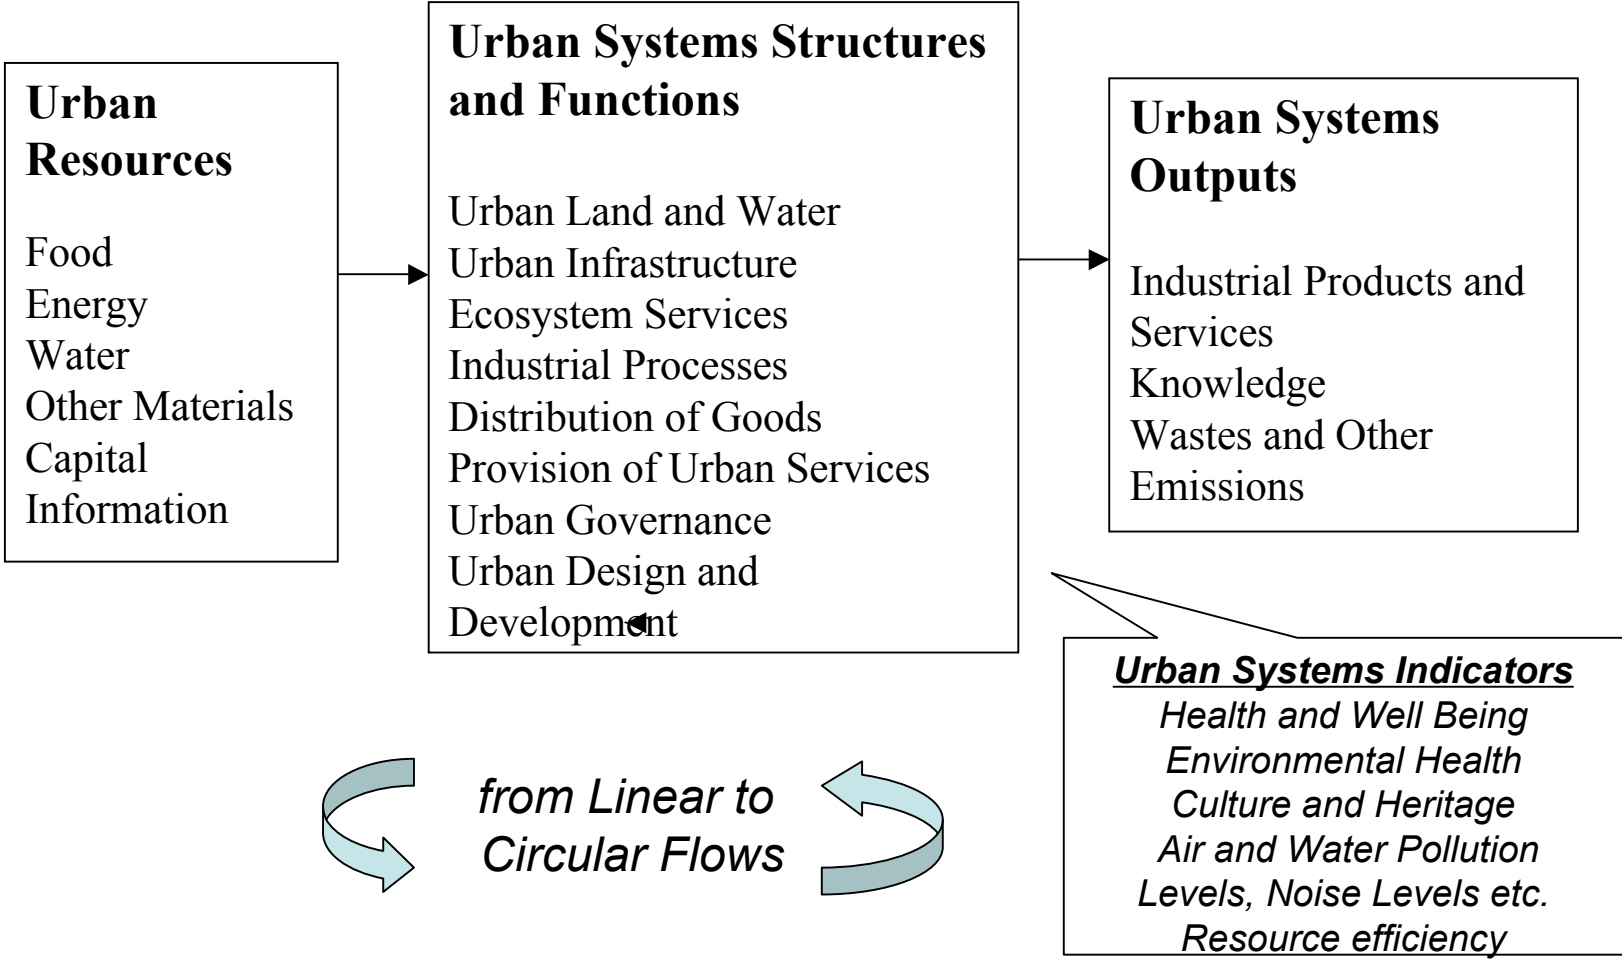 Urban
Resources
Food
Energy
Water
Other Materials
Capital
Information
Urban Systems Structures
and Functions
Urban Land and Water
Urban Infrastructure
Ecosystem Services
Industrial Processes
Distribution of Goods
Provision of Urban Services
Urban Governance
Urban Design and
Development
Urban Systems
Outputs
Industrial Products and
Services
Knowledge
Wastes and Other
Emissions
Urban Systems Indicators
Health and Well Being
Environmental Health
Culture and Heritage
Air and Water Pollution
Levels, Noise Levels etc.
Resource efficiency
from Linear to
Circular Flows